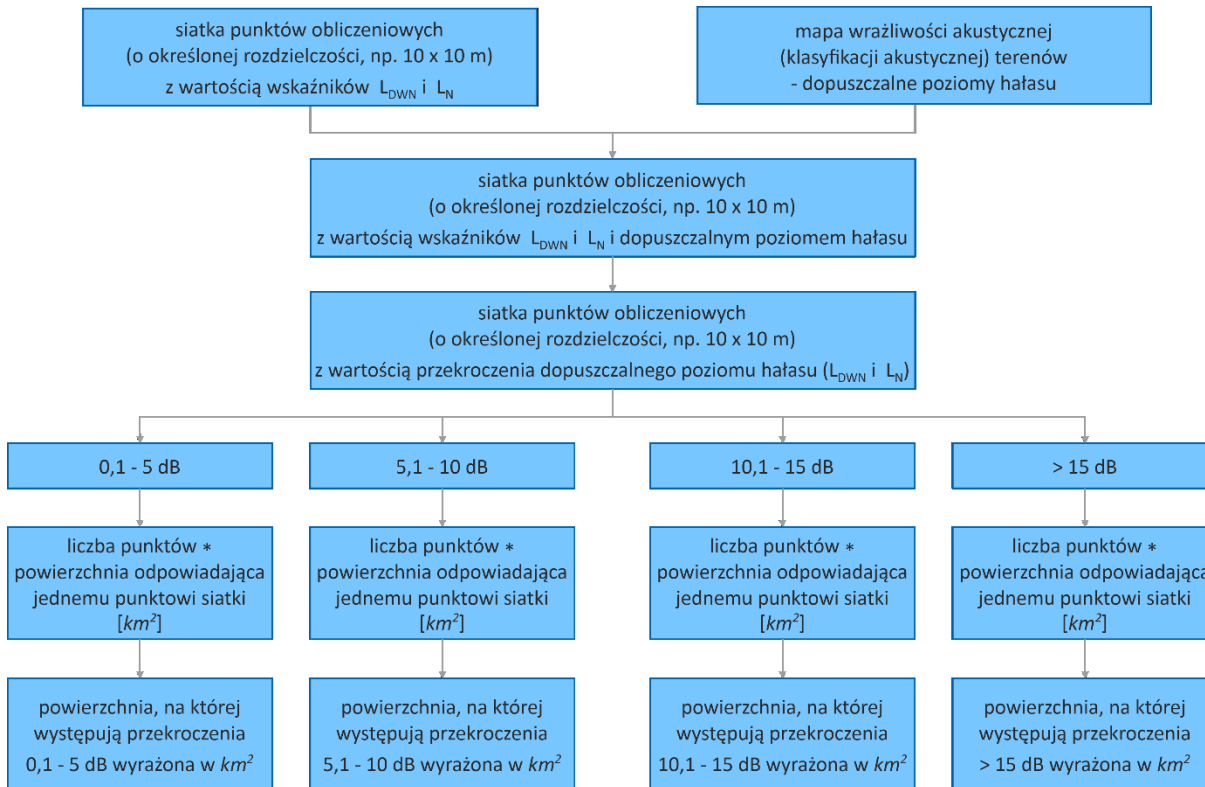 siatka punktów obliczeniowych
(o określonej rozdzielczości, np. 10 x 10 m)
z wartością wskaźników L_DWN i L_N
mapa wrażliwości akustycznej
(klasyfikacji akustycznej) terenów
- dopuszczalne poziomy hałasu
siatka punktów obliczeniowych
(o określonej rozdzielczości, np. 10 x 10 m)
z wartością wskaźników L_DWN i L_N i dopuszczalnym poziomem hałasu
siatka punktów obliczeniowych
(o określonej rozdzielczości, np. 10 x 10 m)
z wartością przekroczenia dopuszczalnego poziomu hałasu (L_DWN i L_N)
0,1 - 5 dB
5,1 - 10 dB
10,1 - 15 dB
> 15 dB
liczba punktów *
powierzchnia odpowiadająca
jednemu punktowi siatki
[km²]
liczba punktów *
powierzchnia odpowiadająca
jednemu punktowi siatki
[km²]
liczba punktów *
powierzchnia odpowiadająca
jednemu punktowi siatki
[km²]
liczba punktów *
powierzchnia odpowiadająca
jednemu punktowi siatki
[km²]
powierzchnia, na której
występują przekroczenia
0,1 - 5 dB wyrażona w km²
powierzchnia, na której
występują przekroczenia
5,1 - 10 dB wyrażona w km²
powierzchnia, na której
występują przekroczenia
10,1 - 15 dB wyrażona w km²
powierzchnia, na której
występują przekroczenia
> 15 dB wyrażona w km²